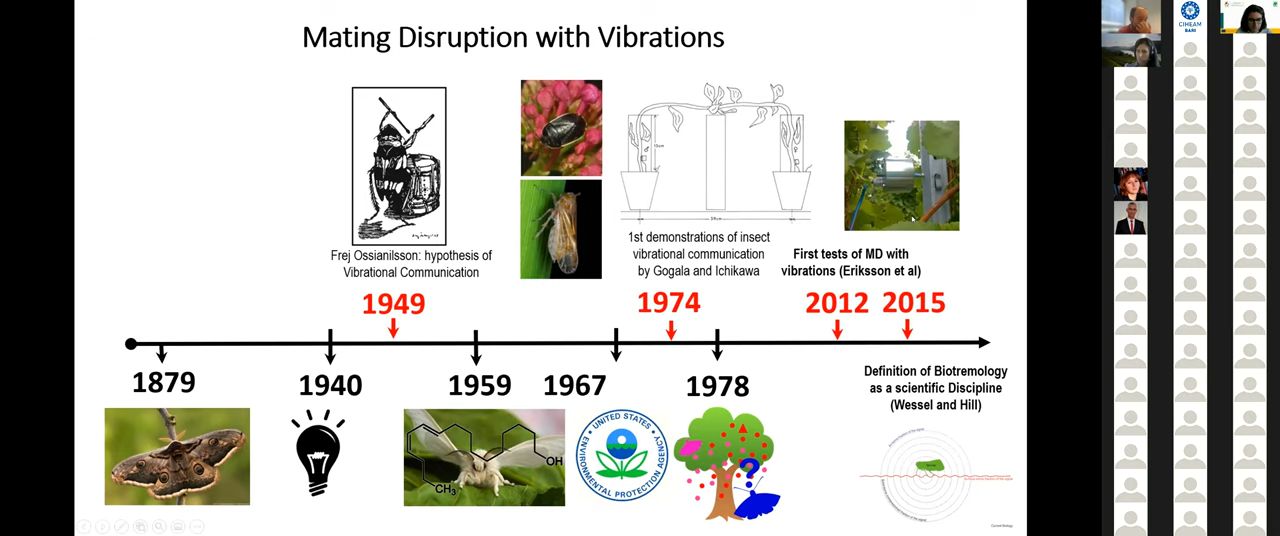 Mating Disruption with Vibrations
Frej Ossianilsson: hypothesis of
Vibrational Communication
1st demonstrations of insect
vibrational communication
by Gogala and Ichikawa
First tests of MD with
vibrations (Eriksson et al)
1949
1974
2012
2015
1879
1940
1959
1967
1978
Definition of Biotremology
as a scientific Discipline
(Wessel and Hill)
OH
CH3
UNITED STATES
ENVIRONMENTAL PROTECTION AGENCY
Current Biology
CIHEAM
BARI